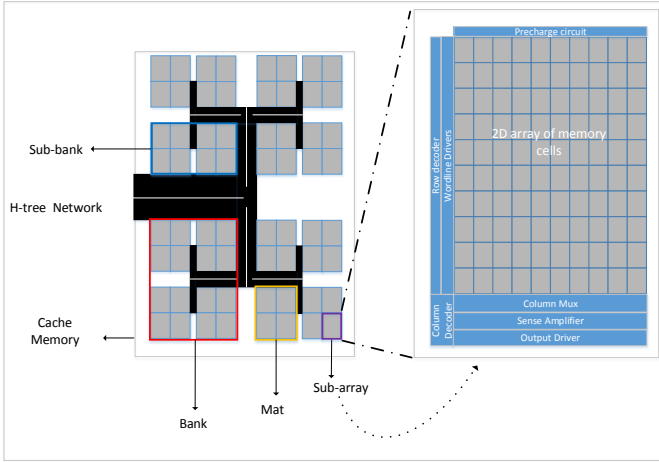 Precharge circuit
Row decoder
Wordline Drivers
2D array of memory
cells
Sub-bank
H-tree Network
Cache
Memory
Column
Decoder
Column Mux
Sense Amplifier
Output Driver
Sub-array
Mat
Bank